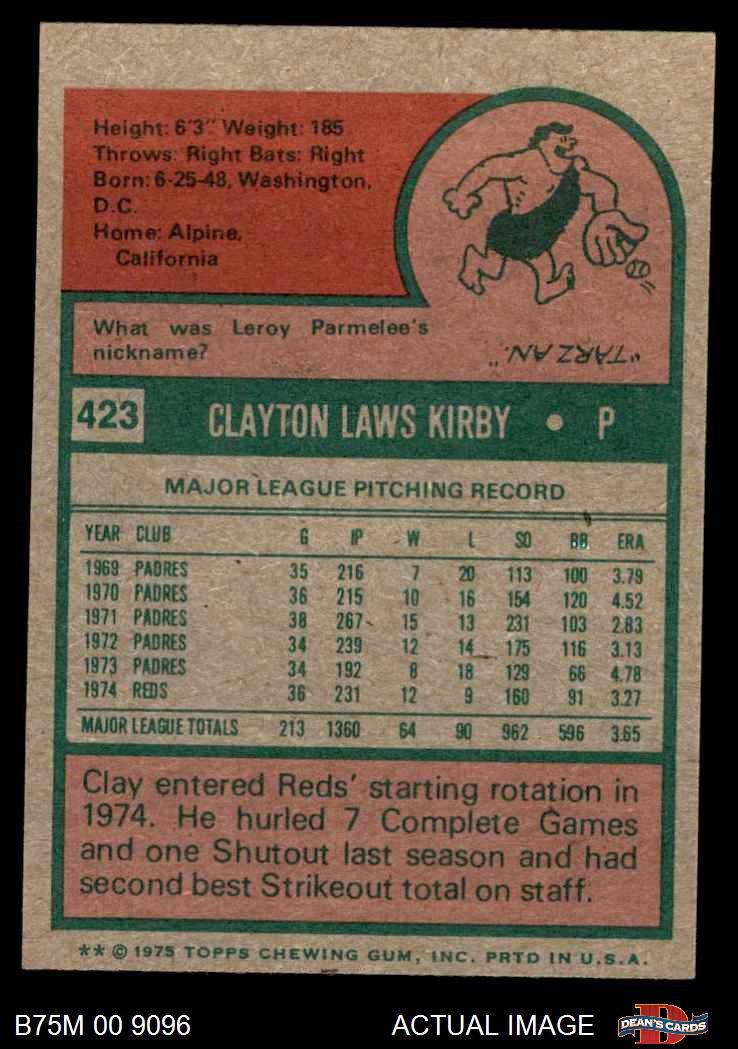 Height: 6'3" Weight: 185
Throws: Right Bats: Right
Born: 6-25-48, Washington,
D.C.
Home: Alpine,
California
What was Leroy Parmelee's
nickname?
"TARZAN."
423 CLAYTON LAWS KIRBY • P
MAJOR LEAGUE PITCHING RECORD
YEAR CLUB G IP W L SO BB ERA
1969 PADRES 35 216 7 20 113 100 3.79
1970 PADRES 36 215 10 16 154 120 4.52
1971 PADRES 38 267 15 13 231 103 2.83
1972 PADRES 34 239 12 14 175 116 3.13
1973 PADRES 34 192 8 18 129 66 4.78
1974 REDS 36 231 12 9 160 91 3.27
MAJOR LEAGUE TOTALS 213 1360 64 90 962 596 3.65
Clay entered Reds' starting rotation in
1974. He hurled 7 Complete Games
and one Shutout last season and had
second best Strikeout total on staff.
** © 1975 TOPPS CHEWING GUM, INC. PRTD IN U.S.A.
B75M 00 9096 ACTUAL IMAGE
D
DEAN'S CARDS